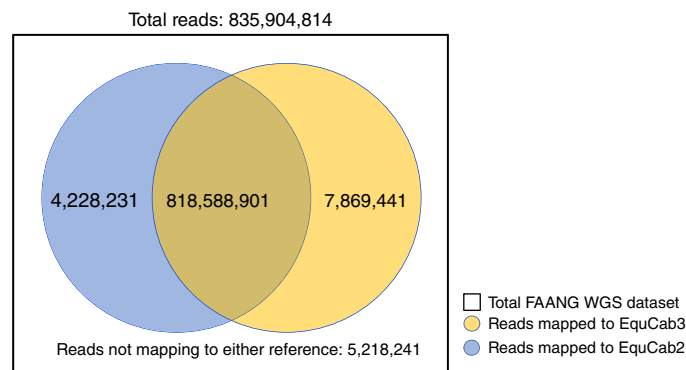 Total reads: 835,904,814
4,228,231
818,588,901
7,869,441
Reads not mapping to either reference: 5,218,241
Total FAANG WGS dataset
Reads mapped to EquCab3
Reads mapped to EquCab2